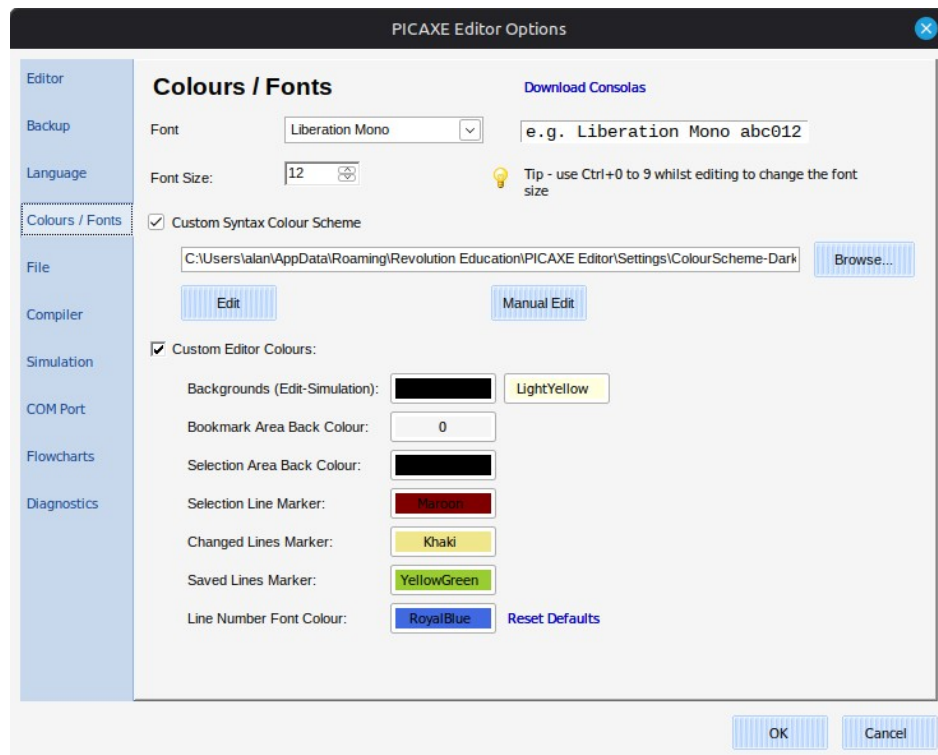 PICAXE Editor Options
Editor
Backup
Language
Colours / Fonts
File
Compiler
Simulation
COM Port
Flowcharts
Diagnostics
Colours / Fonts
Download Consolas
Font
Liberation Mono
e.g. Liberation Mono abc012
Font Size:
12
Tip - use Ctrl+0 to 9 whilst editing to change the font
size
Custom Syntax Colour Scheme
C:\Users\alan\AppData\Roaming\Revolution Education\PICAXE Editor\Settings\ColourScheme-Dark
Browse...
Edit
Manual Edit
Custom Editor Colours:
Backgrounds (Edit-Simulation):
LightYellow
Bookmark Area Back Colour:
0
Selection Area Back Colour:
Selection Line Marker:
Maroon
Changed Lines Marker:
Khaki
Saved Lines Marker:
YellowGreen
Line Number Font Colour:
RoyalBlue
Reset Defaults
OK
Cancel